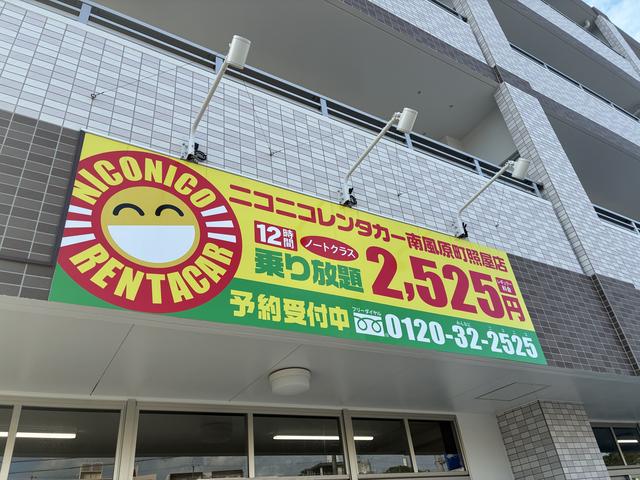 NICONICO
RENTACAR
ニコニコレンタカー南風原町照屋店
12時間
ノートクラス
乗り放題
2,525円
予約受付中
フリーダイヤル
0120-32-2525